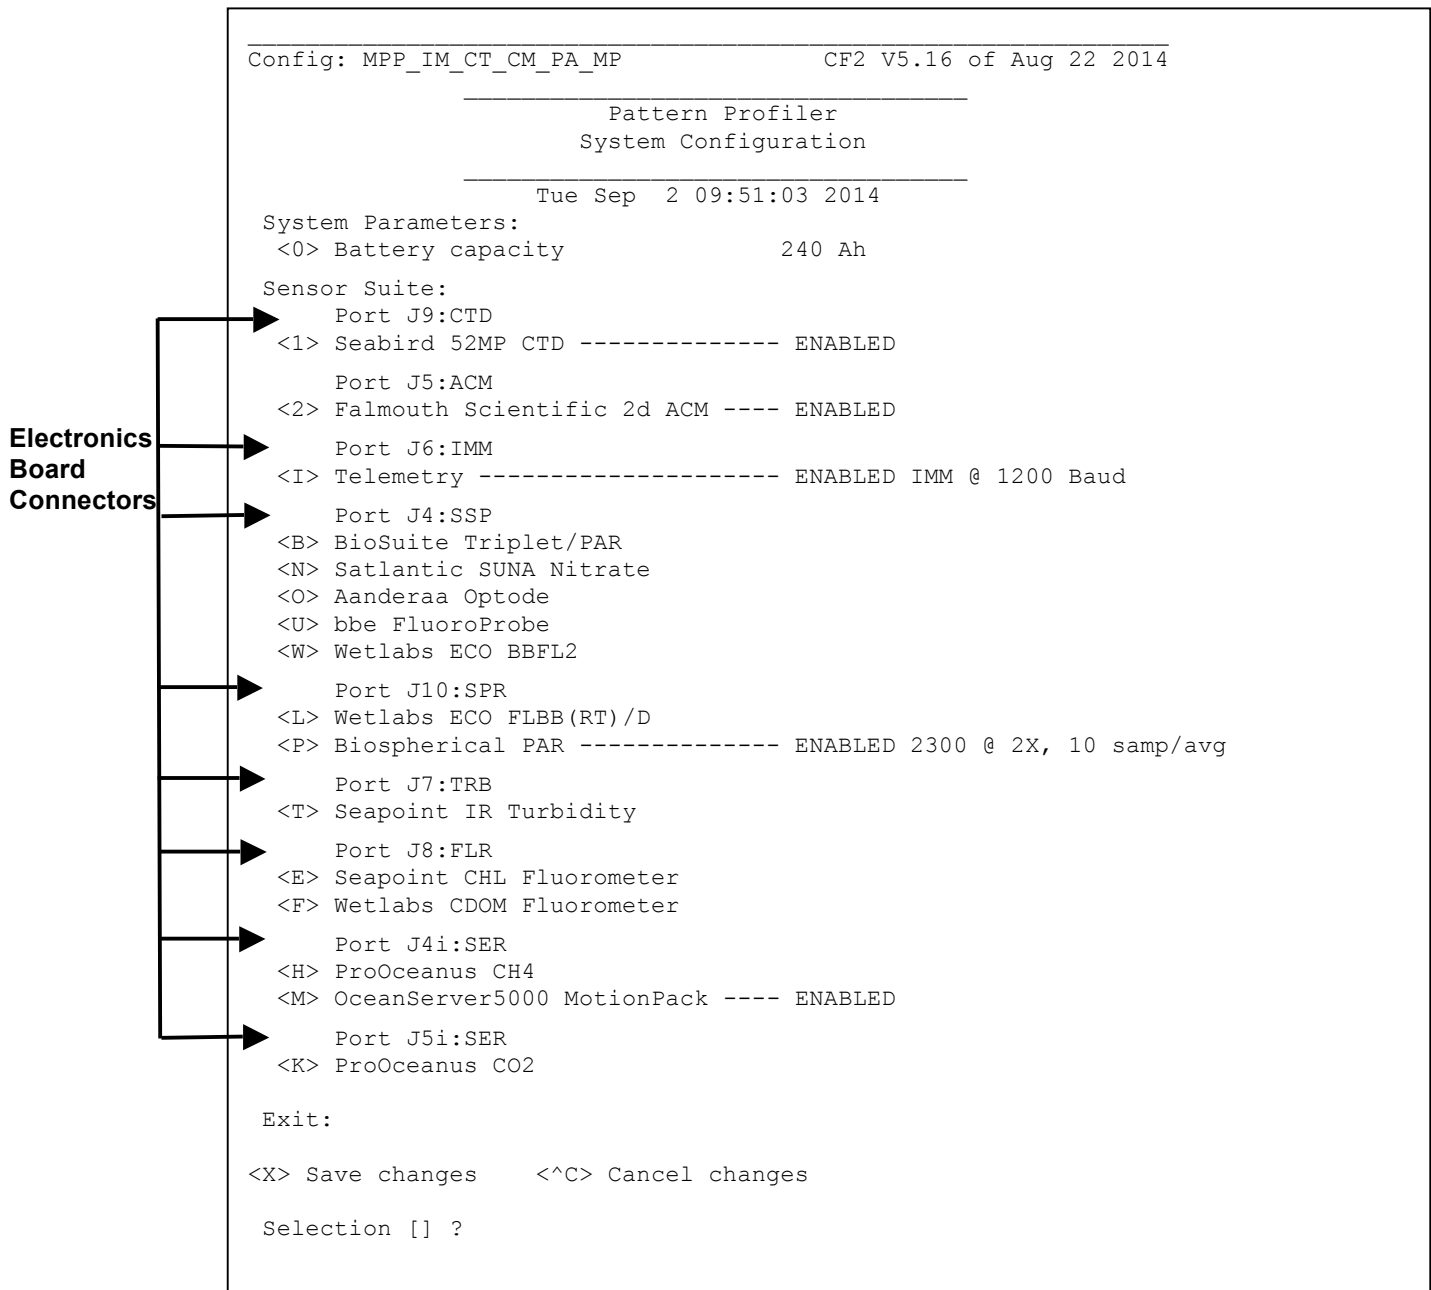 Config: MPP_IM_CT_CM_PA_MP CF2 V5.16 of Aug 22 2014
Pattern Profiler
System Configuration
Tue Sep 2 09:51:03 2014
System Parameters:
<0> Battery capacity 240 Ah
Sensor Suite:
Port J9:CTD
<1> Seabird 52MP CTD -------------- ENABLED
Port J5:ACM
<2> Falmouth Scientific 2d ACM ---- ENABLED
Electronics
Board
Connectors
Port J6:IMM
<I> Telemetry --------------------- ENABLED IMM @ 1200 Baud
Port J4:SSP
<B> BioSuite Triplet/PAR
<N> Satlantic SUNA Nitrate
<O> Aanderaa Optode
<U> bbe FluoroProbe
<W> Wetlabs ECO BBFL2
Port J10:SPR
<L> Wetlabs ECO FLBB(RT)/D
<P> Biospherical PAR -------------- ENABLED 2300 @ 2X, 10 samp/avg
Port J7:TRB
<T> Seapoint IR Turbidity
Port J8:FLR
<E> Seapoint CHL Fluorometer
<F> Wetlabs CDOM Fluorometer
Port J4i:SER
<H> ProOceanus CH4
<M> OceanServer5000 MotionPack ---- ENABLED
Port J5i:SER
<K> ProOceanus CO2
Exit:
<X> Save changes <^C> Cancel changes
Selection [] ?